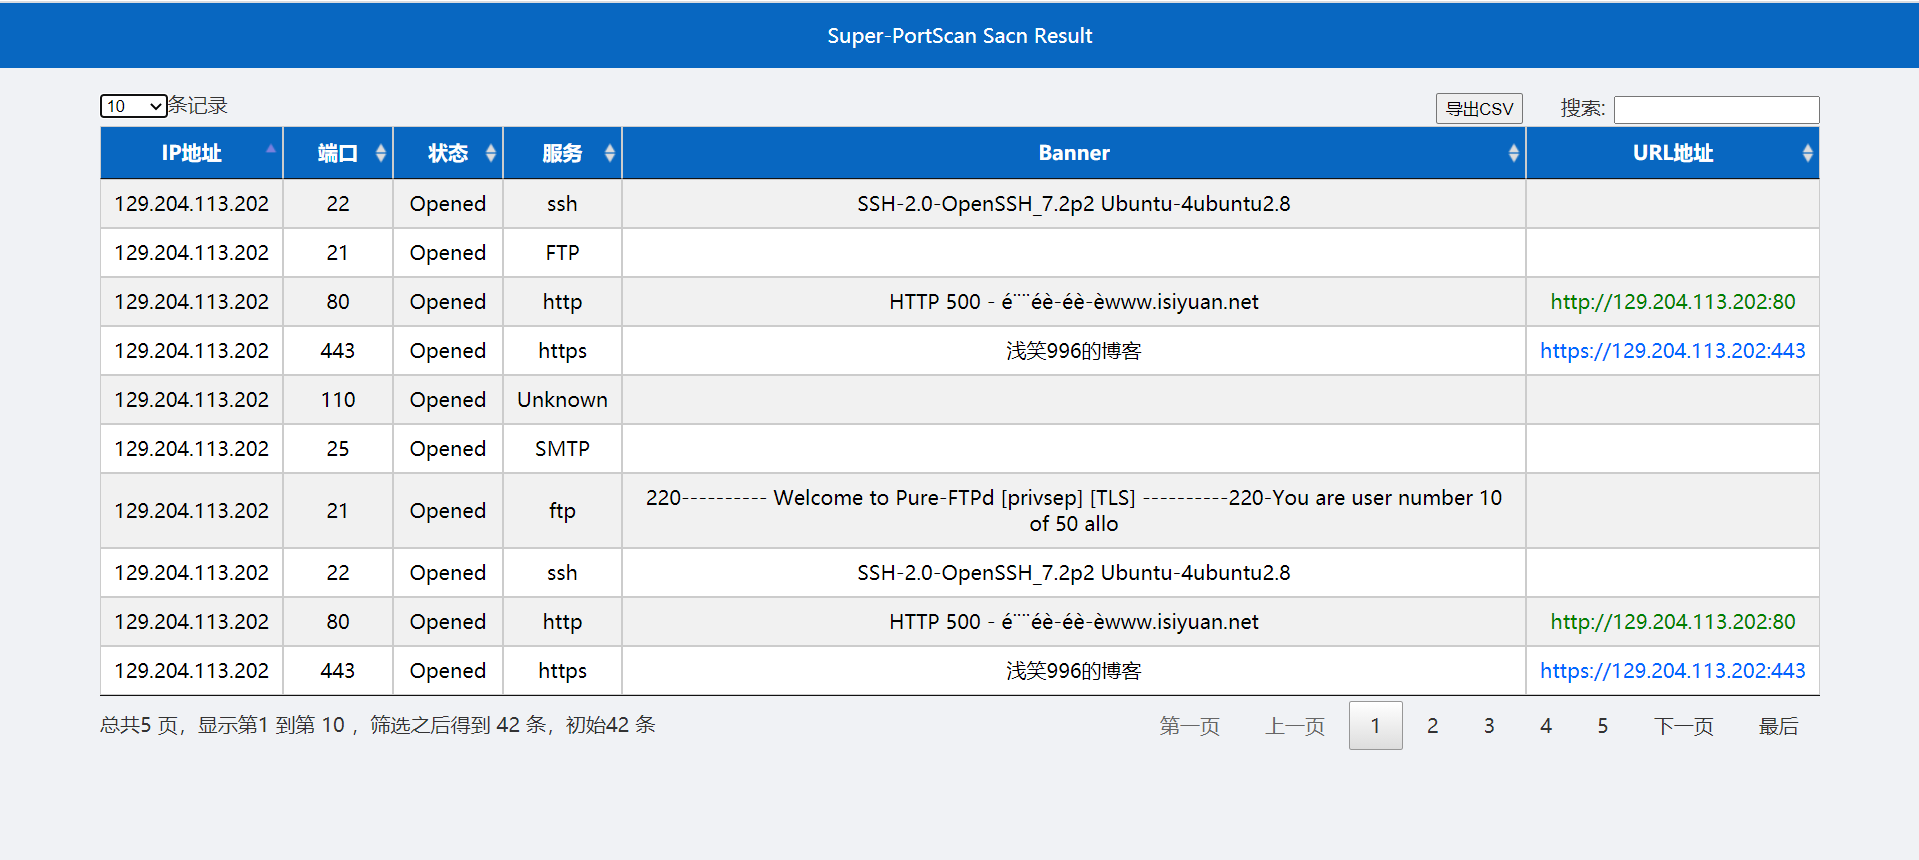 Super-PortScan Sacn Result
10 条记录 导出CSV 搜索:
IP地址 端口 状态 服务 Banner URL地址
129.204.113.202 22 Opened ssh SSH-2.0-OpenSSH_7.2p2 Ubuntu-4ubuntu2.8
129.204.113.202 21 Opened FTP
129.204.113.202 80 Opened http HTTP 500 - é¨¨éè-éè-èwww.isiyuan.net http://129.204.113.202:80
129.204.113.202 443 Opened https 浅笑996的博客 https://129.204.113.202:443
129.204.113.202 110 Opened Unknown
129.204.113.202 25 Opened SMTP
129.204.113.202 21 Opened ftp 220---------- Welcome to Pure-FTPd [privsep] [TLS] ----------220-You are user number 10
of 50 allo
129.204.113.202 22 Opened ssh SSH-2.0-OpenSSH_7.2p2 Ubuntu-4ubuntu2.8
129.204.113.202 80 Opened http HTTP 500 - é¨¨éè-éè-èwww.isiyuan.net http://129.204.113.202:80
129.204.113.202 443 Opened https 浅笑996的博客 https://129.204.113.202:443
总共5 页，显示第1 到第 10 ，筛选之后得到 42 条，初始42 条 第一页 上一页 1 2 3 4 5 下一页 最后